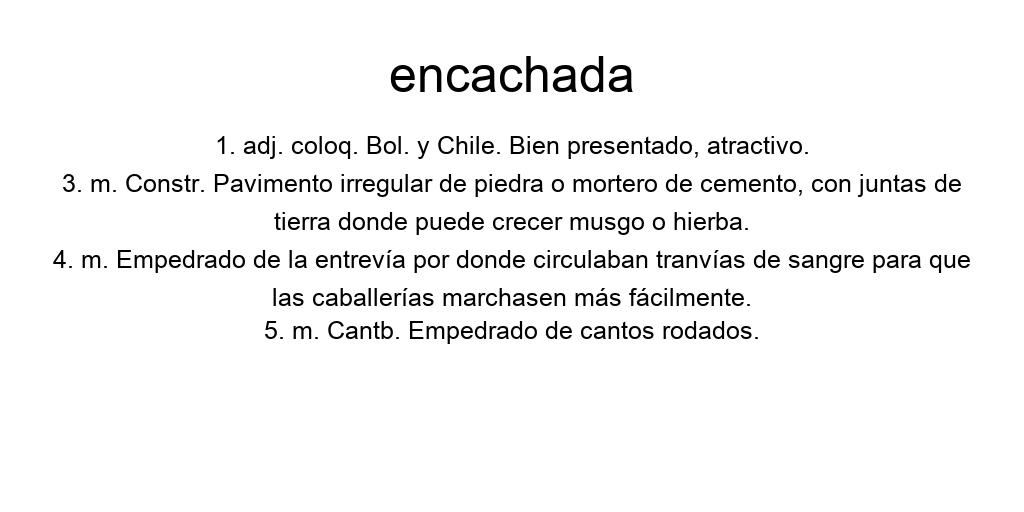 encachada
1. adj. coloq. Bol. y Chile. Bien presentado, atractivo.
3. m. Constr. Pavimento irregular de piedra o mortero de cemento, con juntas de
tierra donde puede crecer musgo o hierba.
4. m. Empedrado de la entrevía por donde circulaban tranvías de sangre para que
las caballerías marchasen más fácilmente.
5. m. Cantb. Empedrado de cantos rodados.